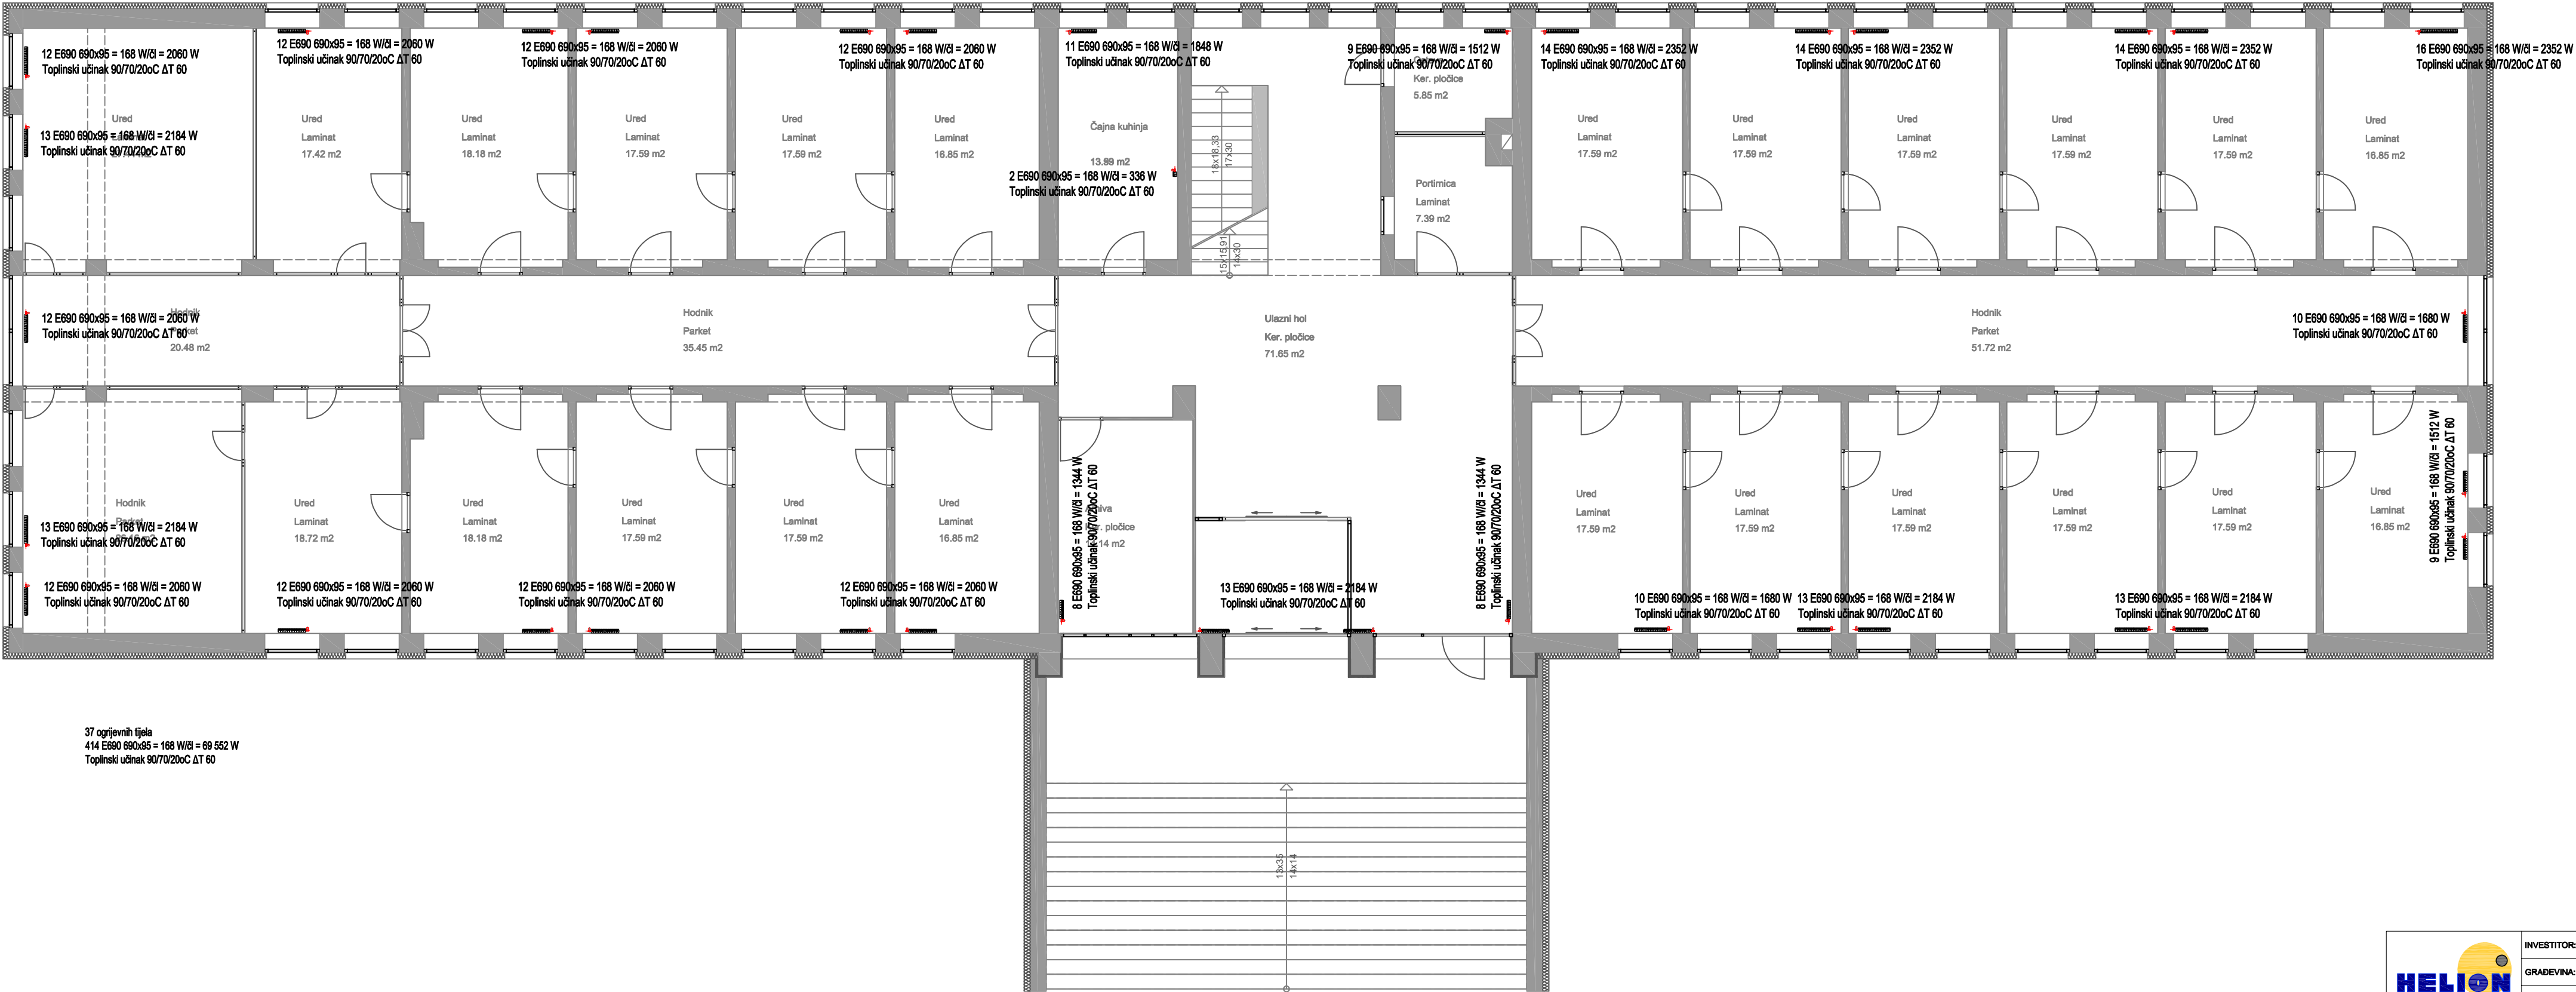 12 E690 690x95 = 168 W/čl = 2060 W
Toplinski učinak 90/70/20oC ΔT 60
12 E690 690x95 = 168 W/čl = 2060 W
Toplinski učinak 90/70/20oC ΔT 60
12 E690 690x95 = 168 W/čl = 2060 W
Toplinski učinak 90/70/20oC ΔT 60
12 E690 690x95 = 168 W/čl = 2060 W
Toplinski učinak 90/70/20oC ΔT 60
11 E690 690x95 = 168 W/čl = 1848 W
Toplinski učinak 90/70/20oC ΔT 60
9 E690 690x95 = 168 W/čl = 1512 W
Toplinski učinak 90/70/20oC ΔT 60
Ker. pločice
5.85 m2
14 E690 690x95 = 168 W/čl = 2352 W
Toplinski učinak 90/70/20oC ΔT 60
14 E690 690x95 = 168 W/čl = 2352 W
Toplinski učinak 90/70/20oC ΔT 60
14 E690 690x95 = 168 W/čl = 2352 W
Toplinski učinak 90/70/20oC ΔT 60
16 E690 690x95 = 168 W/čl = 2352 W
Toplinski učinak 90/70/20oC ΔT 60
Ured
13 E690 690x95 = 168 W/čl = 2184 W
Toplinski učinak 90/70/20oC ΔT 60
Ured
Laminat
17.42 m2
Ured
Laminat
18.18 m2
Ured
Laminat
17.59 m2
Ured
Laminat
17.59 m2
Ured
Laminat
16.85 m2
Čajna kuhinja
13.89 m2
2 E690 690x95 = 168 W/čl = 336 W
Toplinski učinak 90/70/20oC ΔT 60
18x18.33
17x30
15x15.91
14x30
Portirnica
Laminat
7.39 m2
Ured
Laminat
17.59 m2
Ured
Laminat
17.59 m2
Ured
Laminat
17.59 m2
Ured
Laminat
17.59 m2
Ured
Laminat
17.59 m2
Ured
Laminat
16.85 m2
Hodnik
12 E690 690x95 = 168 W/čl = 2060 W
Toplinski učinak 90/70/20oC ΔT 60
20.48 m2
Hodnik
Parket
35.45 m2
Ulazni hol
Ker. pločice
71.65 m2
Hodnik
Parket
51.72 m2
10 E690 690x95 = 168 W/čl = 1680 W
Toplinski učinak 90/70/20oC ΔT 60
Hodnik
13 E690 690x95 = 168 W/čl = 2184 W
Toplinski učinak 90/70/20oC ΔT 60
Ured
Laminat
18.72 m2
Ured
Laminat
18.18 m2
Ured
Laminat
17.59 m2
Ured
Laminat
17.59 m2
Ured
Laminat
16.85 m2
8 E690 690x95 = 168 W/čl = 1344 W
Toplinski učinak 90/70/20oC ΔT 60
pločice
8 E690 690x95 = 168 W/čl = 1344 W
Toplinski učinak 90/70/20oC ΔT 60
Ured
Laminat
17.59 m2
Ured
Laminat
17.59 m2
Ured
Laminat
17.59 m2
Ured
Laminat
17.59 m2
Ured
Laminat
17.59 m2
Ured
Laminat
16.85 m2
9 E690 690x95 = 168 W/čl = 1512 W
Toplinski učinak 90/70/20oC ΔT 60
12 E690 690x95 = 168 W/čl = 2060 W
Toplinski učinak 90/70/20oC ΔT 60
12 E690 690x95 = 168 W/čl = 2060 W
Toplinski učinak 90/70/20oC ΔT 60
12 E690 690x95 = 168 W/čl = 2060 W
Toplinski učinak 90/70/20oC ΔT 60
12 E690 690x95 = 168 W/čl = 2060 W
Toplinski učinak 90/70/20oC ΔT 60
13 E690 690x95 = 168 W/čl = 2184 W
Toplinski učinak 90/70/20oC ΔT 60
10 E690 690x95 = 168 W/čl = 1680 W
Toplinski učinak 90/70/20oC ΔT 60
13 E690 690x95 = 168 W/čl = 2184 W
Toplinski učinak 90/70/20oC ΔT 60
13 E690 690x95 = 168 W/čl = 2184 W
Toplinski učinak 90/70/20oC ΔT 60
37 ogrijevnih tijela
414 E690 690x95 = 168 W/čl = 69 552 W
Toplinski učinak 90/70/20oC ΔT 60
13x35
14x14
HELION
INVESTITOR:
GRAĐEVINA: